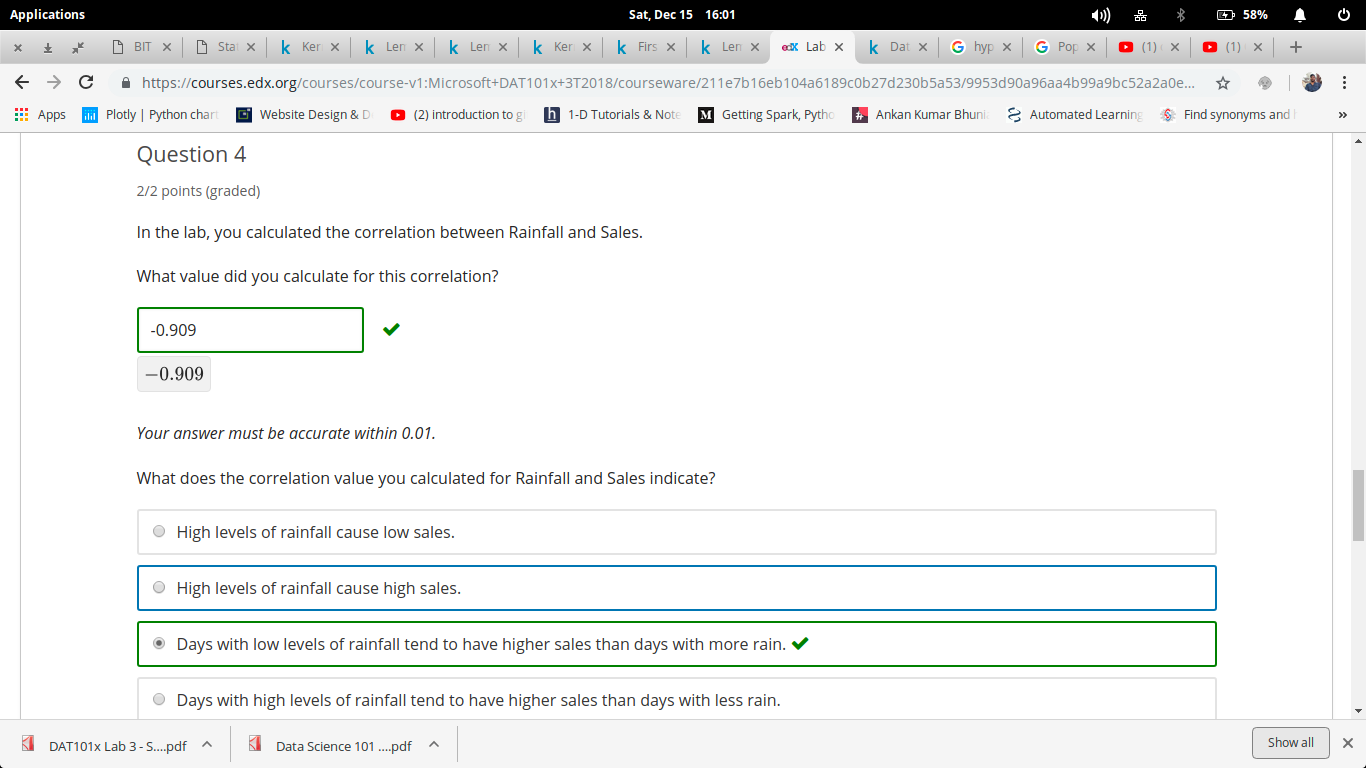 Applications
Sat, Dec 15 16:01
58%
BIT
Stat
Ker
Lern
Len
Ker
Firs
Lern
edX Lab
Dat
hyp
Pop
(1)
(1)
https://courses.edx.org/courses/course-v1:Microsoft+DAT101x+3T2018/courseware/211e7b16eb104a6189c0b27d230b5a53/9953d90a96aa4b99a9bc52a2a0e...
Apps
Plotly | Python chart
Website Design & D
(2) introduction to gi
1-D Tutorials & Note
Getting Spark, Pytho
Ankan Kumar Bhuni
Automated Learning
Find synonyms and
»
Question 4
2/2 points (graded)
In the lab, you calculated the correlation between Rainfall and Sales.
What value did you calculate for this correlation?
-0.909
−0.909
Your answer must be accurate within 0.01.
What does the correlation value you calculated for Rainfall and Sales indicate?
High levels of rainfall cause low sales.
High levels of rainfall cause high sales.
Days with low levels of rainfall tend to have higher sales than days with more rain.
Days with high levels of rainfall tend to have higher sales than days with less rain.
DAT101x Lab 3 - S....pdf
Data Science 101 ....pdf
Show all